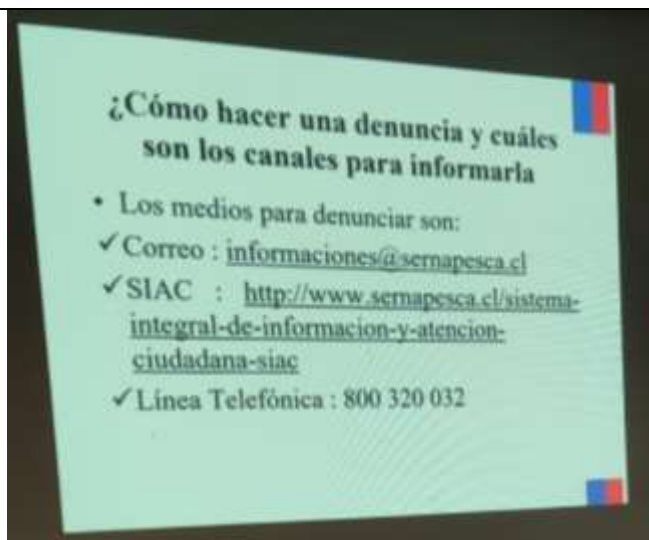 ¿Cómo hacer una denuncia y cuáles
son los canales para informarla
• Los medios para denunciar son:
✓Correo : informaciones@sernapesca.cl
✓SIAC : http://www.sernapesca.cl/sistema-
integral-de-informacion-y-atencion-
ciudadana-siac
✓Línea Telefónica : 800 320 032